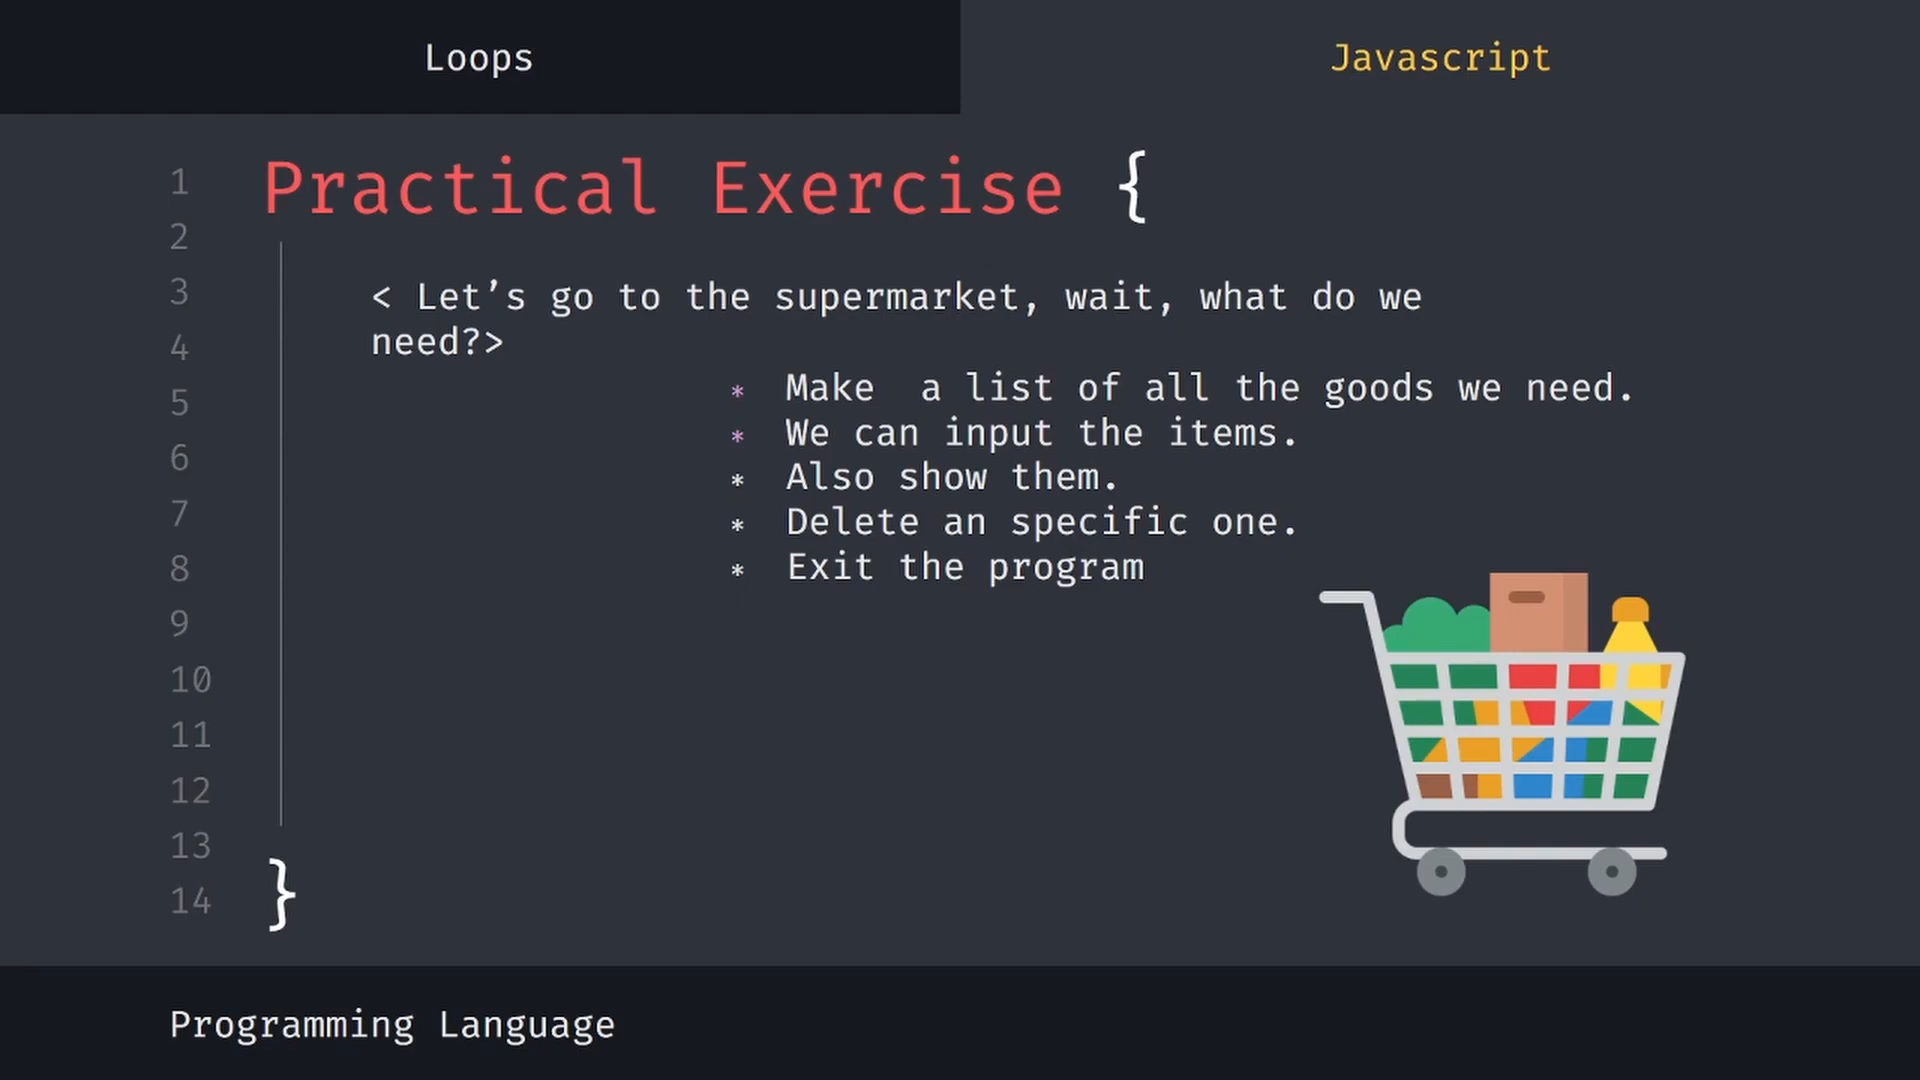 Loops
Javascript
1
Practical Exercise {
2
3
< Let’s go to the supermarket, wait, what do we
4
need?>
5
* Make  a list of all the goods we need.
* We can input the items.
6
* Also show them.
7
* Delete an specific one.
8
* Exit the program
9
10
11
12
13
14
}
Programming Language